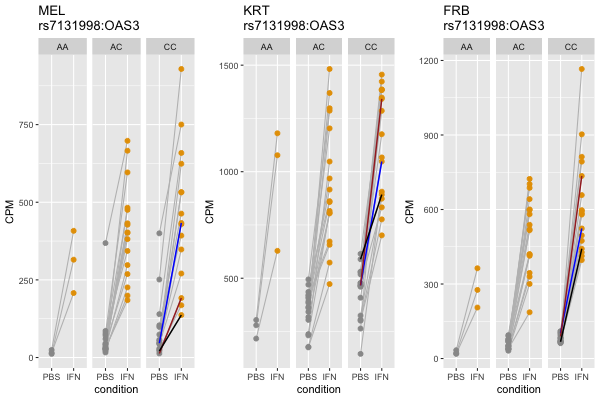 MEL
rs7131998:OAS3
AA AC CC
CPM
750
500
250
0
PBS IFN PBS IFN PBS IFN
condition
KRT
rs7131998:OAS3
AA AC CC
CPM
1500
1000
500
PBS IFN PBS IFN PBS IFN
condition
FRB
rs7131998:OAS3
AA AC CC
CPM
1200
900
600
300
0
PBS IFN PBS IFN PBS IFN
condition